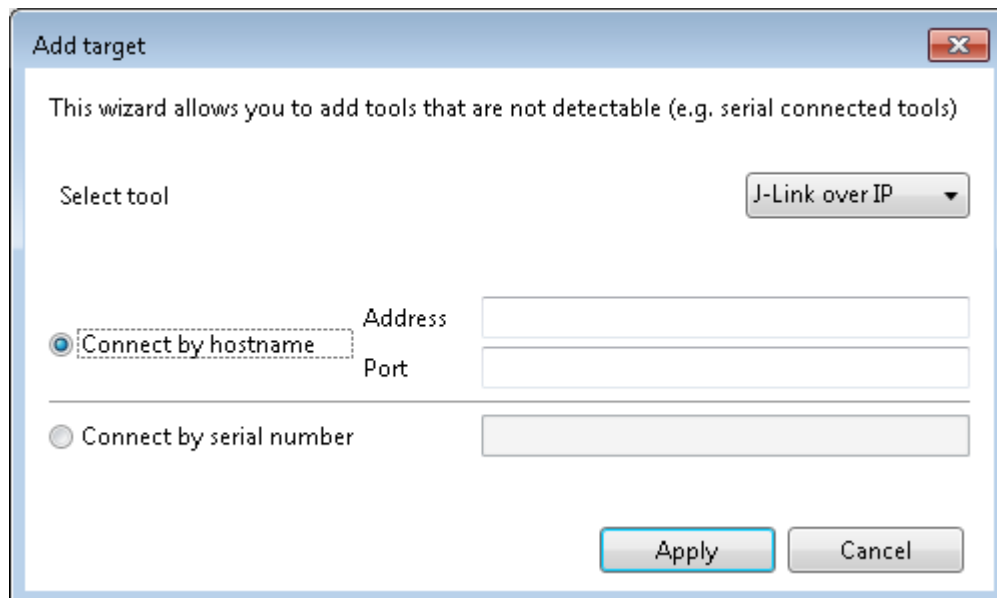 Add target
This wizard allows you to add tools that are not detectable (e.g. serial connected tools)
Select tool
J-Link over IP
Address
Connect by hostname
Port
Connect by serial number
Apply
Cancel